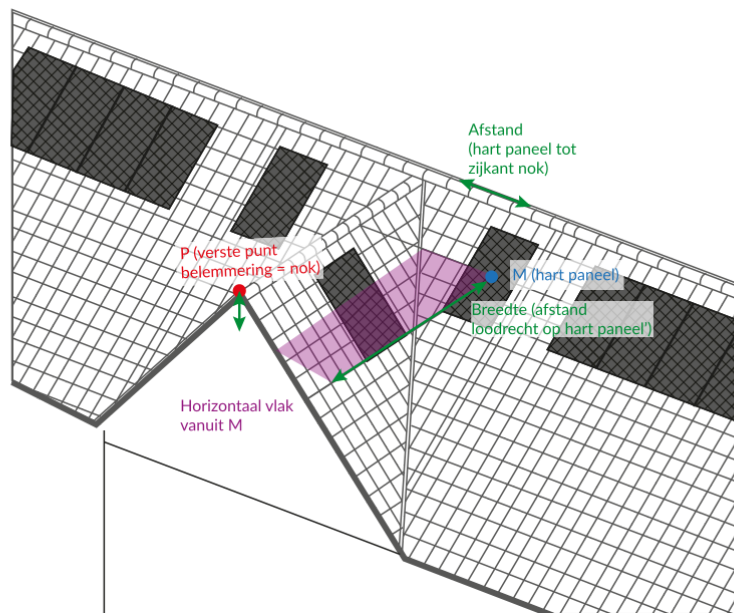 Afstand
(hart paneel tot
zijkant nok)
P (verste punt
belemmering = nok)
M (hart paneel)
Breedte (afstand
loodrecht op hart paneel')
Horizontaal vlak
vanuit M